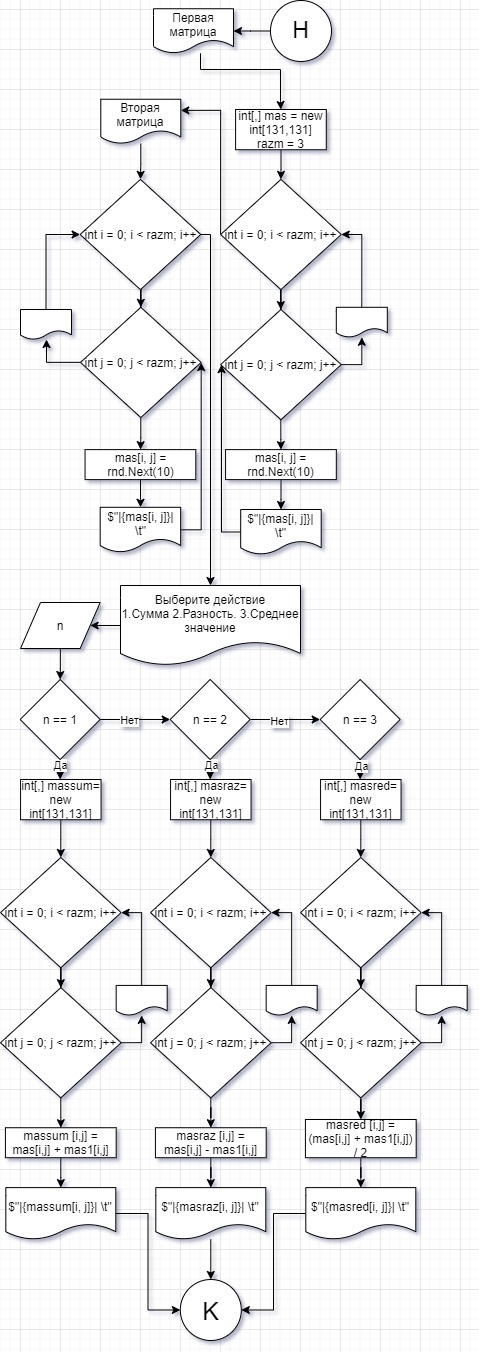 Н
Первая
матрица
int[,] mas = new
int[131,131]
razm = 3
Вторая
матрица
int i = 0; i < razm; i++
int i = 0; i < razm; i++
int j = 0; j < razm; j++
int j = 0; j < razm; j++
mas[i, j] =
rnd.Next(10)
mas[i, j] =
rnd.Next(10)
$"|{mas[i, j]}|
\t"
$"|{mas[i, j]}|
\t"
Выберите действие
1.Сумма 2.Разность. 3.Среднее
значение
n
n == 1
Нет
n == 2
Нет
n == 3
Да
Да
Да
int[,] massum=
new
int[131,131]
int[,] masraz=
new
int[131,131]
int[,] masred=
new
int[131,131]
int i = 0; i < razm; i++
int i = 0; i < razm; i++
int i = 0; i < razm; i++
int j = 0; j < razm; j++
int j = 0; j < razm; j++
int j = 0; j < razm; j++
massum [i,j] =
mas[i,j] + mas1[i,j]
masraz [i,j] =
mas[i,j] - mas1[i,j]
masred [i,j] =
(mas[i,j] + mas1[i,j])
/ 2
$"|{massum[i, j]}| \t"
$"|{masraz[i, j]}| \t"
$"|{masred[i, j]}| \t"
К